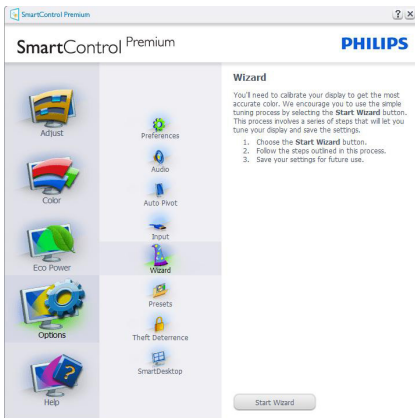 SmartControl Premium
? X
SmartControl Premium
PHILIPS
Adjust
Color
Eco Power
Options
Help
Preferences
Audio
Auto Pivot
Input
Wizard
Presets
Theft Deterrence
SmartDesktop
Wizard
You'll need to calibrate your display to get the most
accurate color. We encourage you to use the simple
tuning process by selecting the Start Wizard button.
This process involves a series of steps that will let you
tune your display and save the settings.
1. Choose the Start Wizard button.
2. Follow the steps outlined in this process.
3. Save your settings for future use.
Start Wizard